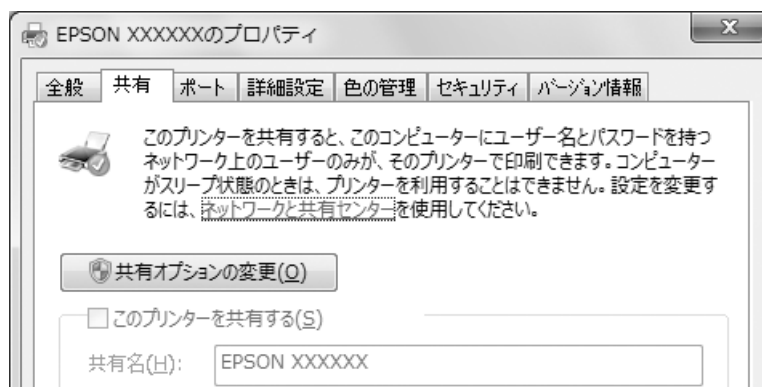 EPSON XXXXXXのプロパティ
x
全般 共有 ポート 詳細設定 色の管理 セキュリティ バージョン情報
このプリンターを共有すると、このコンピューターにユーザー名とパスワードを持つ
ネットワーク上のユーザーのみが、そのプリンターで印刷できます。コンピューター
がスリープ状態のときは、プリンターを利用することはできません。設定を変更す
るには、ネットワークと共有センターを使用してください。
共有オプションの変更(O)
このプリンターを共有する(S)
共有名(H): EPSON XXXXXX